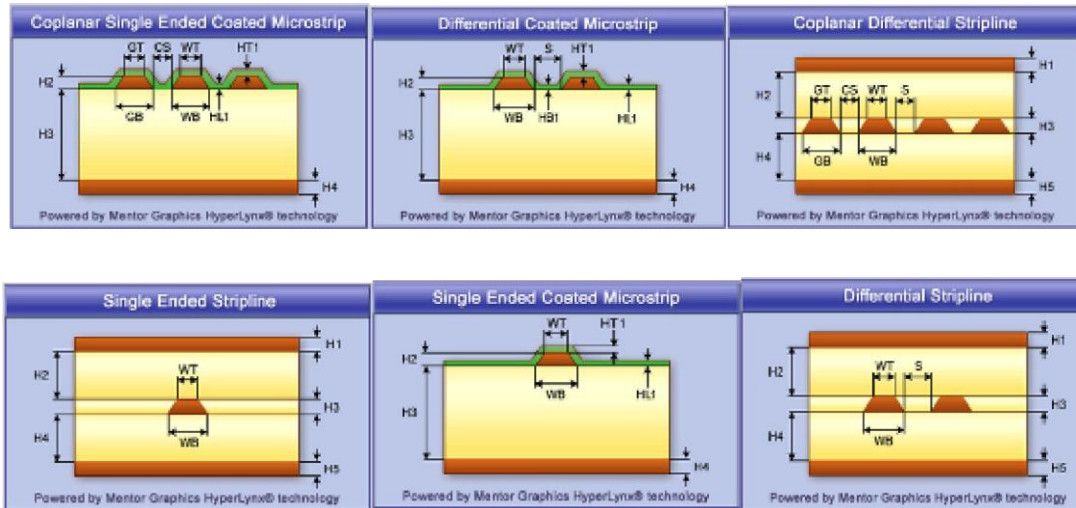 Coplanar Single Ended Coated Microstrip
GT CS WT HT1
H2
H3
GB WB HL1
H4
Powered by Mentor Graphics HyperLynx® technology
Differential Coated Microstrip
WT S HT1
H2
H3
WB HB1 HL1
H4
Powered by Mentor Graphics HyperLynx® technology
Coplanar Differential Stripline
H1
H2
GT CS WT S
H3
H4
GB WB
H5
Powered by Mentor Graphics HyperLynx® technology
Single Ended Stripline
H1
H2
WT
H3
H4
WB
H5
Powered by Mentor Graphics HyperLynx® technology
Single Ended Coated Microstrip
WT HT1
H2
H3
WB HL1
H4
Powered by Mentor Graphics HyperLynx® technology
Differential Stripline
H1
H2
WT S
H3
H4
WB
H5
Powered by Mentor Graphics HyperLynx® technology